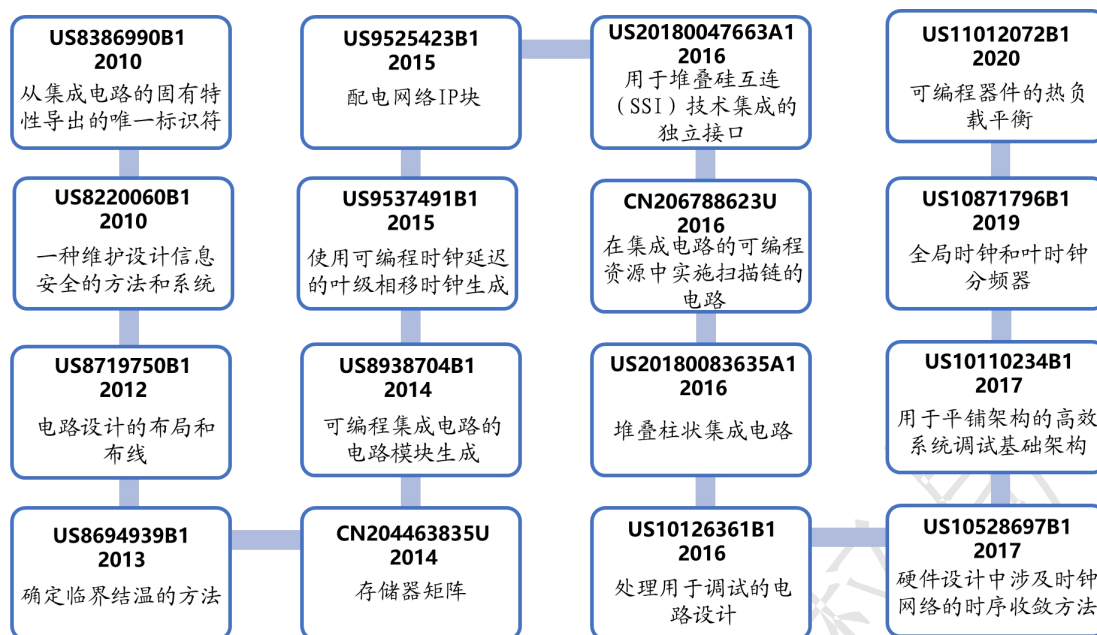 US8386990B1
2010
从集成电路的固有特
性导出的唯一标识符
US8220060B1
2010
一种维护设计信息
安全的方法和系统
US8719750B1
2012
电路设计的布局和
布线
US8694939B1
2013
确定临界结温的方法
CN204463835U
2014
存储器矩阵
US8938704B1
2014
可编程集成电路的
电路模块生成
US9537491B1
2015
使用可编程时钟延迟
的叶级相移时钟生成
US9525423B1
2015
配电网络IP块
US20180047663A1
2016
用于堆叠硅互连
（SSI）技术集成的
独立接口
CN206788623U
2016
在集成电路的可编程
资源中实施扫描链的
电路
US20180083635A1
2016
堆叠柱状集成电路
US10126361B1
2016
处理用于调试的电
路设计
US10528697B1
2017
硬件设计中涉及时钟
网络的时序收敛方法
US10110234B1
2017
用于平铺架构的高效
系统调试基础架构
US10871796B1
2019
全局时钟和叶时钟
分频器
US11012072B1
2020
可编程器件的热负
载平衡